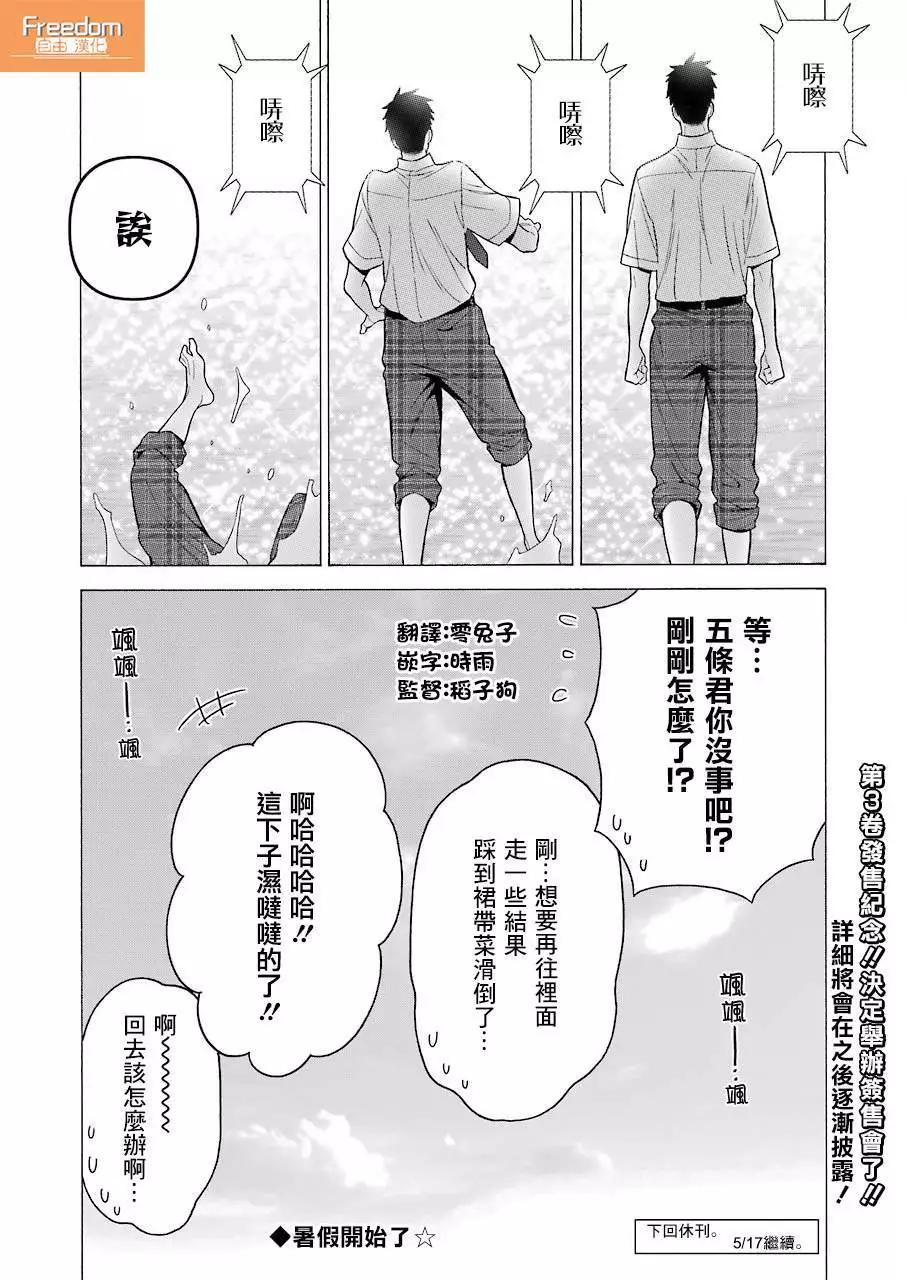 Freedom
自由 漢化
哢嚓
哢嚓
哢嚓
誒
等…
五條君你沒事吧!?
剛剛怎麼了!?
翻譯:零兔子
嵌字:時雨
監督:稻子狗
剛…想要再往裡面
走一些結果
踩到裙帶菜滑倒了…
啊哈哈哈哈!!
這下子濕噠噠的了!!
啊~~~~~
回去該怎麼辦啊…
颯颯——…颯
颯颯——…颯
第3卷發售紀念!!決定舉辦簽售會了!!
詳細將會在之後逐漸披露!
◆暑假開始了☆
下回休刊。
5/17繼續。